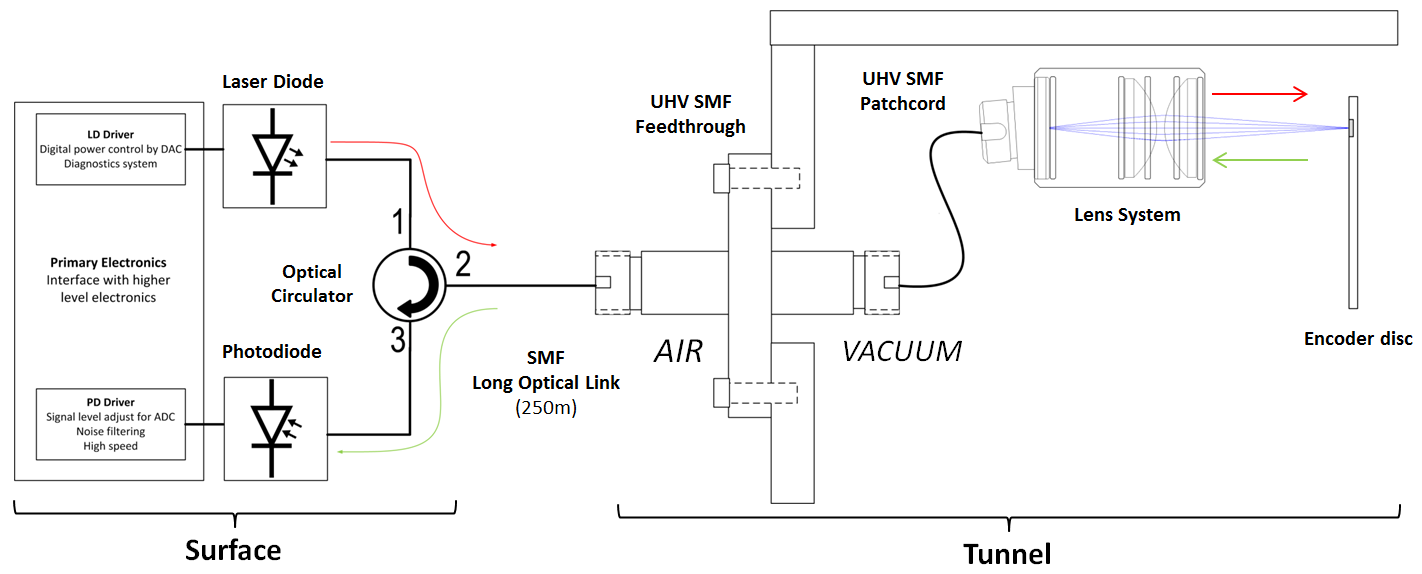 Laser Diode
LD Driver
Digital power control by DAC
Diagnostics system
Primary Electronics
Interface with higher
level electronics
PD Driver
Signal level adjust for ADC
Noise filtering
High speed
Photodiode
1
2
3
Optical
Circulator
SMF
Long Optical Link
(250m)
UHV SMF
Feedthrough
AIR
VACUUM
UHV SMF
Patchcord
Lens System
Encoder disc
Surface
Tunnel